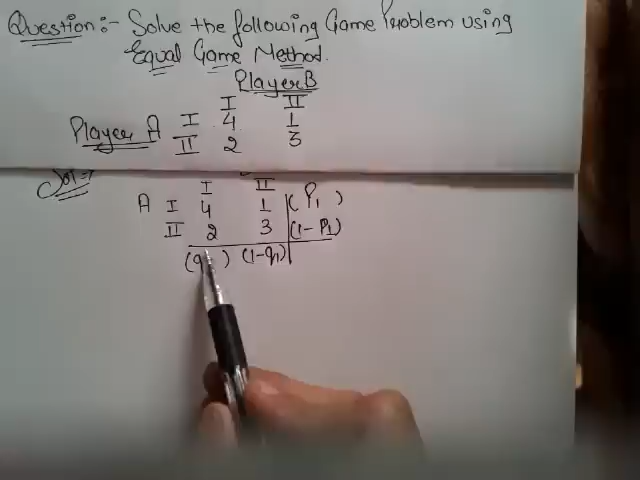 Question:- Solve the following Game Problem using
Equal Game Method.
Player B
I II
Player A I 4 1
II 2 3
Sol =>
I II
A I 4 1 (P1)
II 2 3 (1-P1)
(q ) (1-q1)